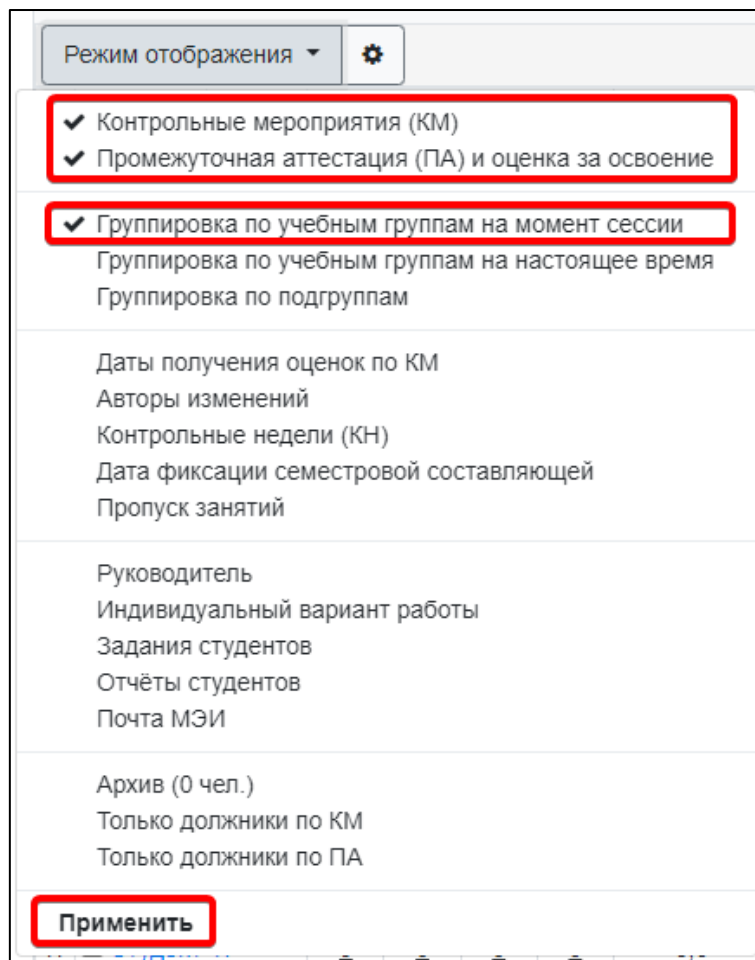 Режим отображения
Контрольные мероприятия (КМ)
Промежуточная аттестация (ПА) и оценка за освоение
Группировка по учебным группам на момент сессии
Группировка по учебным группам на настоящее время
Группировка по подгруппам
Даты получения оценок по КМ
Авторы изменений
Контрольные недели (КН)
Дата фиксации семестровой составляющей
Пропуск занятий
Руководитель
Индивидуальный вариант работы
Задания студентов
Отчёты студентов
Почта МЭИ
Архив (0 чел.)
Только должники по КМ
Только должники по ПА
Применить